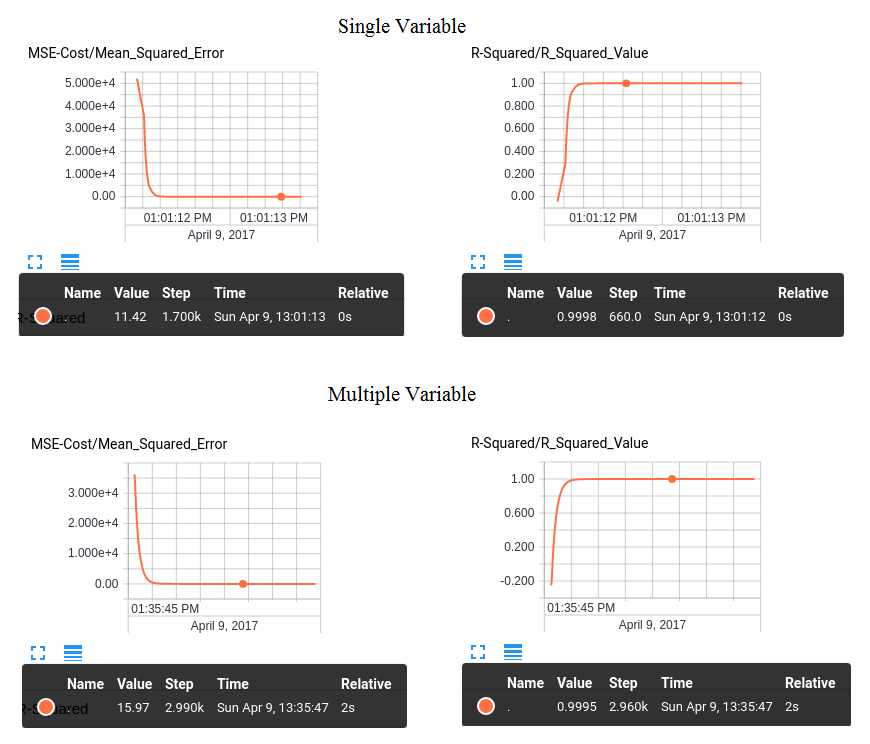 Single Variable
MSE-Cost/Mean_Squared_Error
5.000e+4
4.000e+4
3.000e+4
2.000e+4
1.000e+4
0.00
01:01:12 PM 01:01:13 PM
April 9, 2017
Name Value Step Time Relative
R-Squared . 11.42 1.700k Sun Apr 9, 13:01:13 0s
R-Squared/R_Squared_Value
1.00
0.800
0.600
0.400
0.200
0.00
01:01:12 PM 01:01:13 PM
April 9, 2017
Name Value Step Time Relative
. 0.9998 660.0 Sun Apr 9, 13:01:12 0s
Multiple Variable
MSE-Cost/Mean_Squared_Error
3.000e+4
2.000e+4
1.000e+4
0.00
01:35:45 PM
April 9, 2017
Name Value Step Time Relative
R-Squared . 15.97 2.990k Sun Apr 9, 13:35:47 2s
R-Squared/R_Squared_Value
1.00
0.600
0.200
-0.200
01:35:45 PM
April 9, 2017
Name Value Step Time Relative
. 0.9995 2.960k Sun Apr 9, 13:35:47 2s